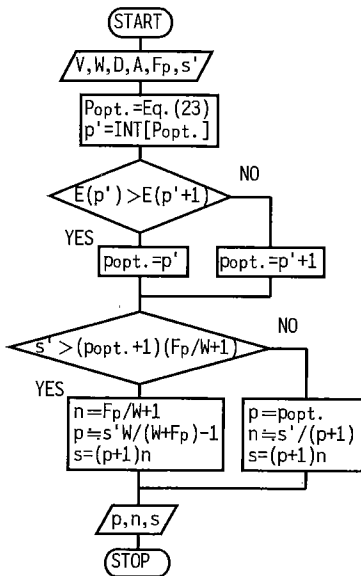 START
V,W,D,A,Fp,s'
Popt.=Eq.(23)
p'=INT[Popt.]
E(p')>E(p'+1)
NO
YES
popt.=p'
popt.=p'+1
s'>(popt.+1)(Fp/W+1)
NO
YES
n=Fp/W+1
p≒s'W/(W+Fp)-1
s=(p+1)n
p=popt.
n≒s'/(p+1)
s=(p+1)n
p,n,s
STOP